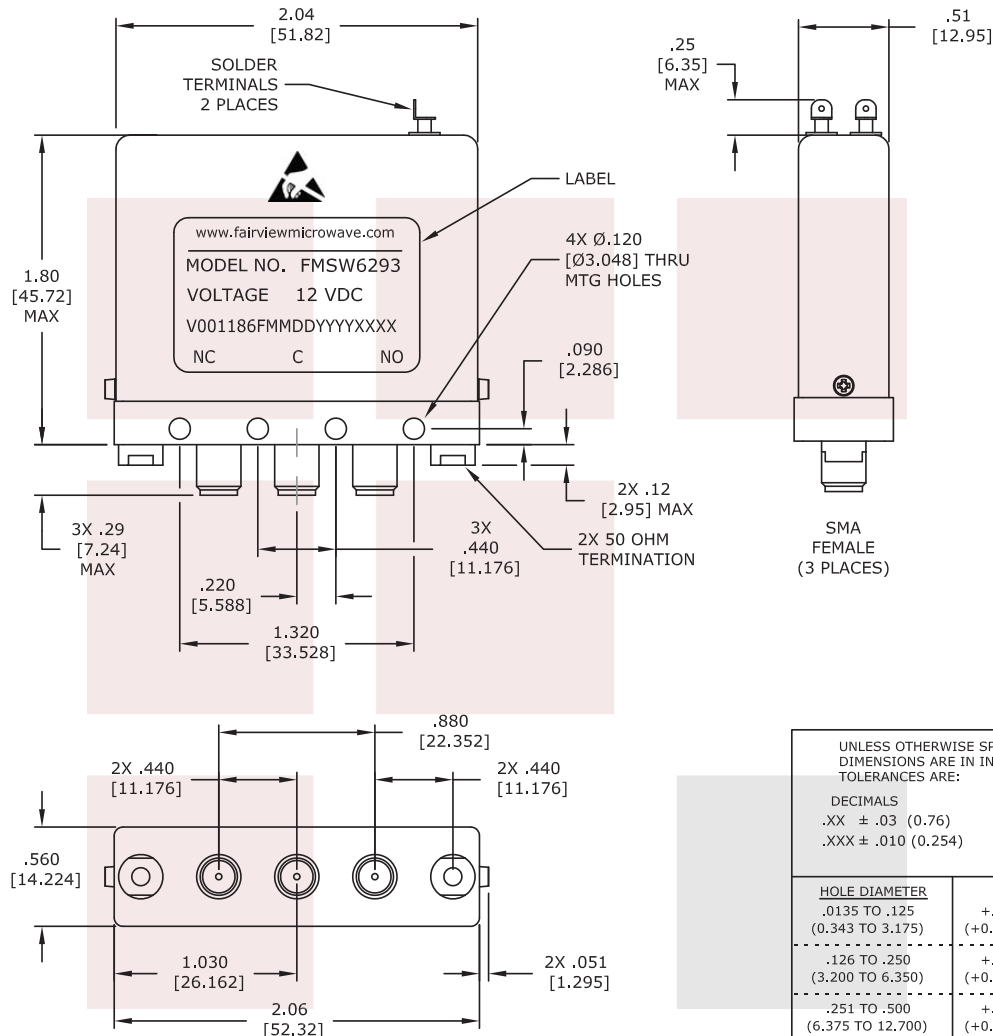 2.04
[51.82]
SOLDER
TERMINALS
2 PLACES
.51
[12.95]
.25
[6.35]
MAX
LABEL
www.fairviewmicrowave.com
MODEL NO. FMSW6293
VOLTAGE 12 VDC
V001186FMMDDYYYYXXXX
NC C NO
4X Ø.120
[Ø3.048] THRU
MTG HOLES
1.80
[45.72]
MAX
.090
[2.286]
2X .12
[2.95] MAX
3X .29
[7.24]
MAX
3X
.440
[11.176]
2X 50 OHM
TERMINATION
SMA
FEMALE
(3 PLACES)
.220
[5.588]
1.320
[33.528]
.880
[22.352]
2X .440
[11.176]
2X .440
[11.176]
.560
[14.224]
1.030
[26.162]
2X .051
[1.295]
2.06
[52.32]
UNLESS OTHERWISE
DIMENSIONS ARE IN
TOLERANCES ARE:
DECIMALS
.XX ± .03 (0.76)
.XXX ± .010 (0.254)
HOLE DIAMETER
.0135 TO .125
(0.343 TO 3.175)
.126 TO .250
(3.200 TO 6.350)
.251 TO .500
(6.375 TO 12.700)